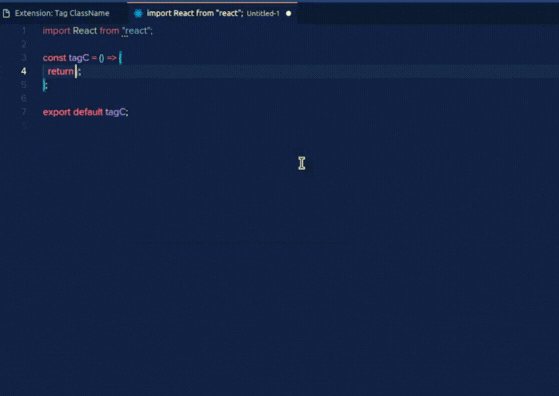 Extension: Tag ClassName
import React from "react"; Untitled-1
1 import React from "react";
2
3 const tagC = () => {
4 return ;
5 };
6
7 export default tagC;